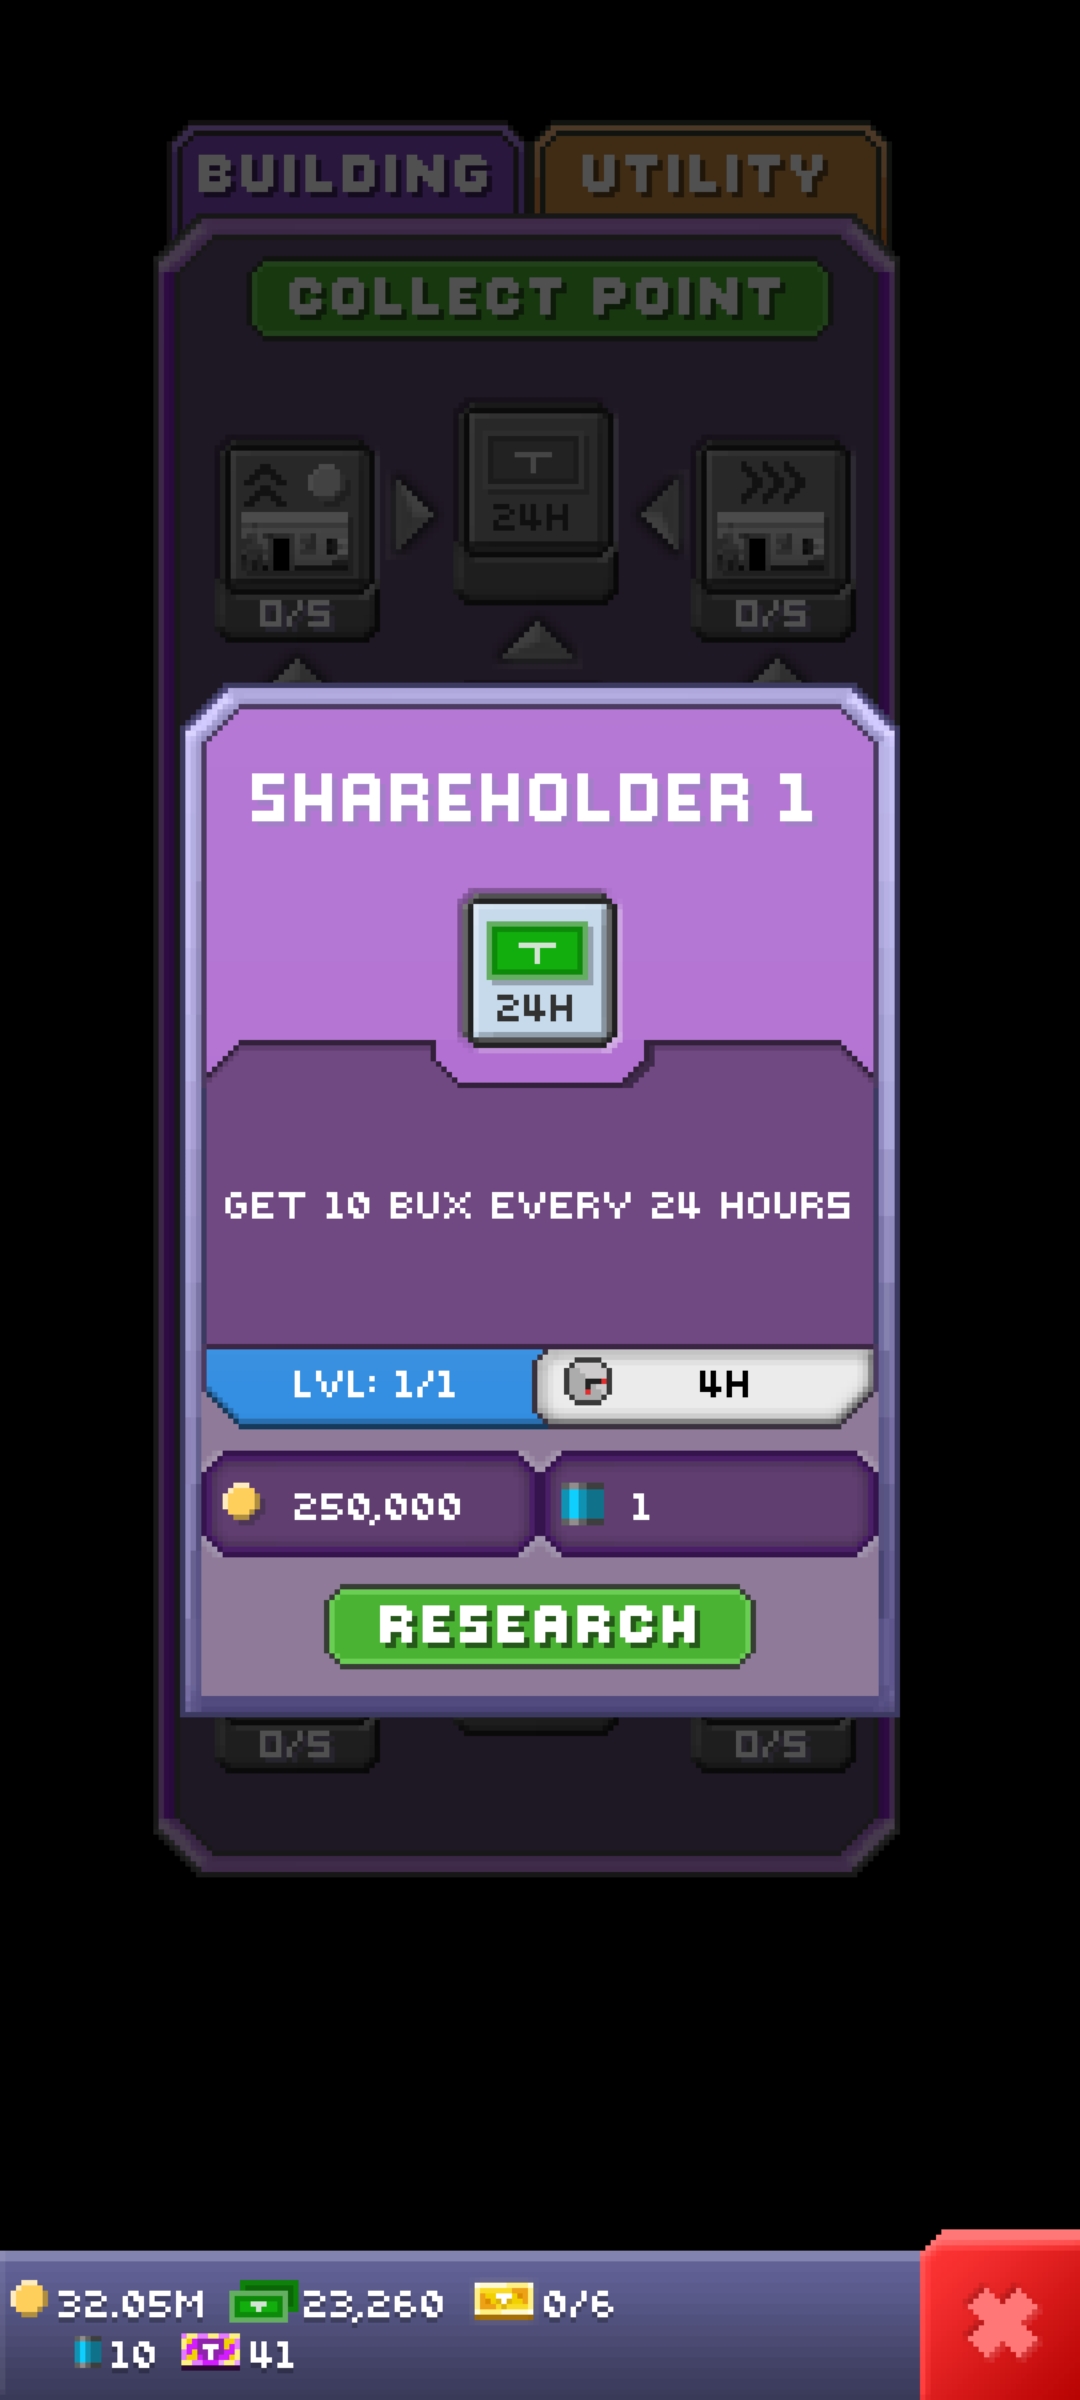 BUILDING UTILITY
COLLECT POINT
24H
0/5 0/5
SHAREHOLDER 1
T
24H
GET 10 BUX EVERY 24 HOURS
LVL: 1/1 4H
250,000 1
RESEARCH
0/5 0/5
32.05M 23,260 0/6
10 T 41